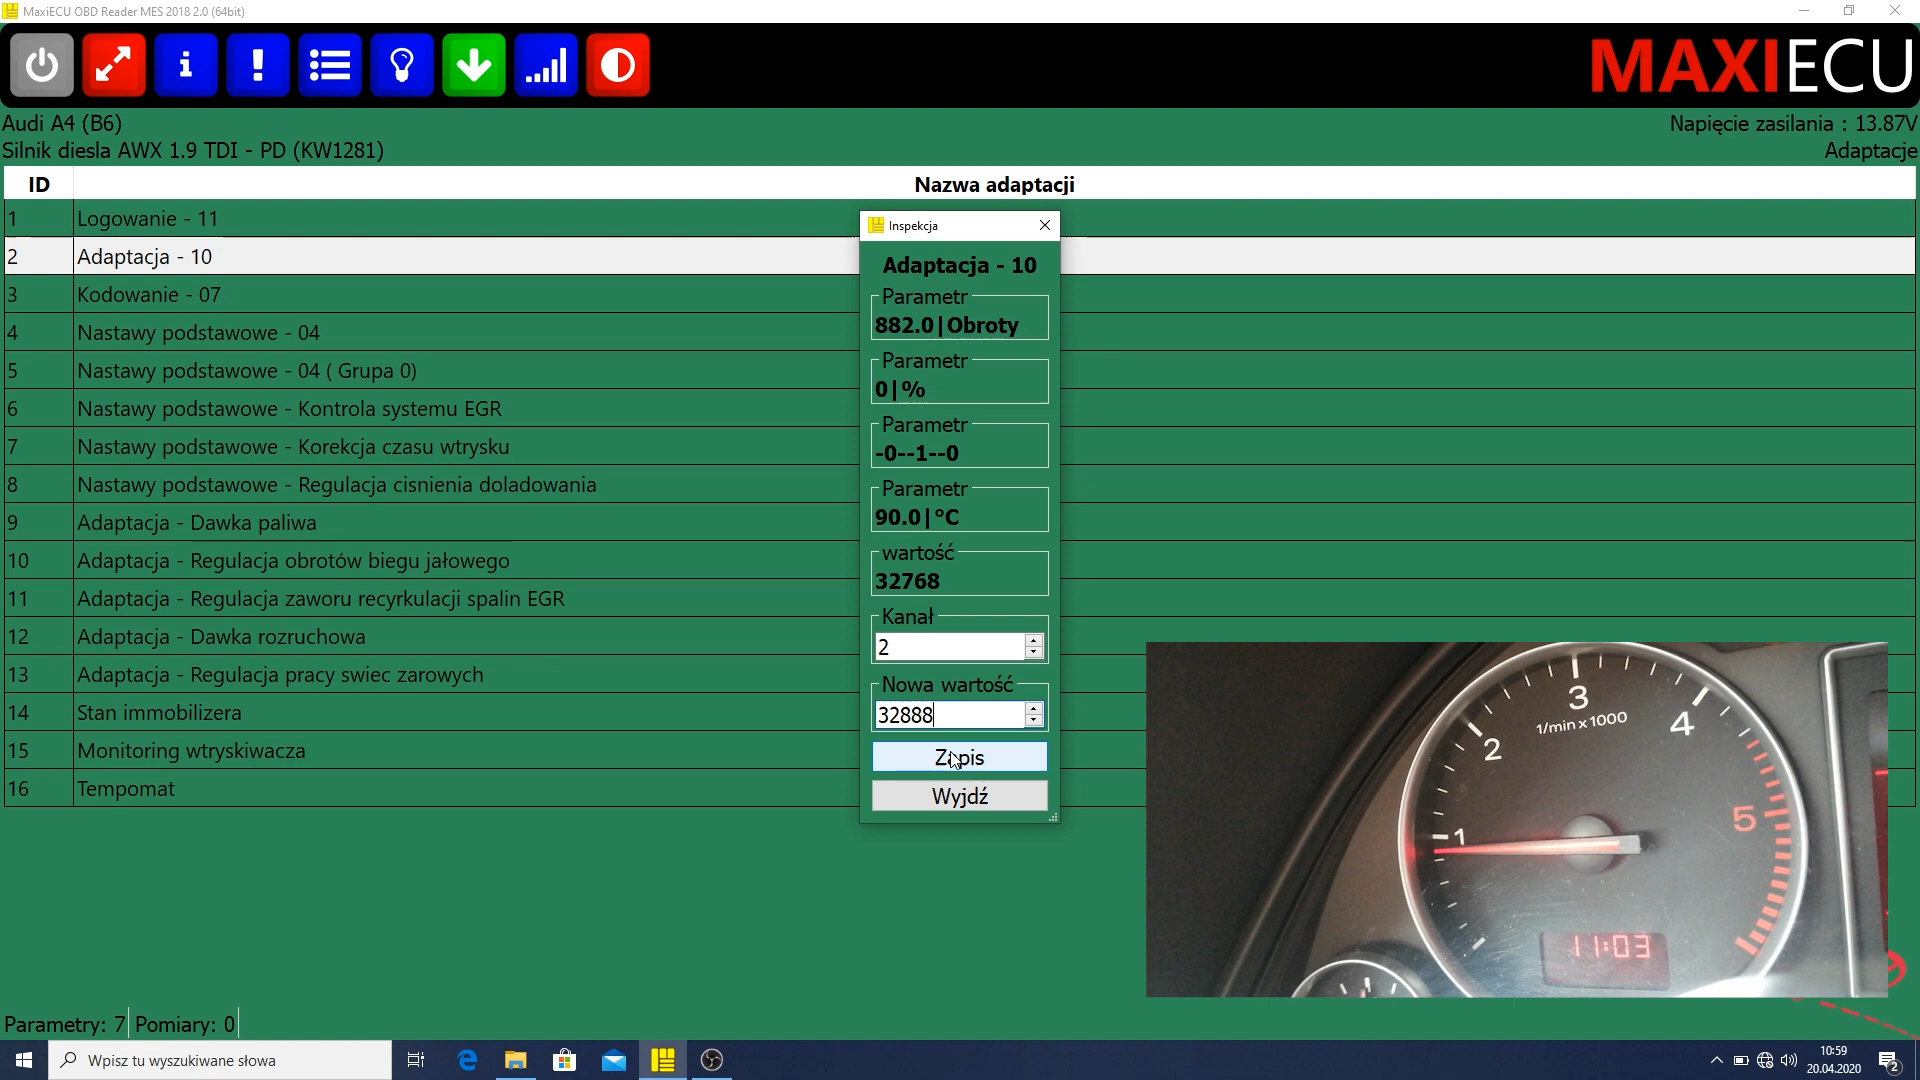 MaxiECU OBD Reader MES 2018 2.0 (64bit)
MAXIECU
Audi A4 (B6)
Napięcie zasilania : 13.87V
Silnik diesla AWX 1.9 TDI - PD (KW1281)
Adaptacje
ID
Nazwa adaptacji
1 Logowanie - 11
2 Adaptacja - 10
3 Kodowanie - 07
4 Nastawy podstawowe - 04
5 Nastawy podstawowe - 04 ( Grupa 0)
6 Nastawy podstawowe - Kontrola systemu EGR
7 Nastawy podstawowe - Korekcja czasu wtrysku
8 Nastawy podstawowe - Regulacja cisnienia doladowania
9 Adaptacja - Dawka paliwa
10 Adaptacja - Regulacja obrotów biegu jałowego
11 Adaptacja - Regulacja zaworu recyrkulacji spalin EGR
12 Adaptacja - Dawka rozruchowa
13 Adaptacja - Regulacja pracy swiec zarowych
14 Stan immobilizera
15 Monitoring wtryskiwacza
16 Tempomat
Inspekcja
Adaptacja - 10
Parametr
882.0|Obroty
Parametr
0|%
Parametr
-0--1--0
Parametr
90.0|°C
wartość
32768
Kanał
2
Nowa wartość
32888
Zapis
Wyjdź
3
1/min x 1000
2
4
1
5
11:03
Parametry: 7
Pomiary: 0
Wpisz tu wyszukiwane słowa
10:59
20.04.2020
2